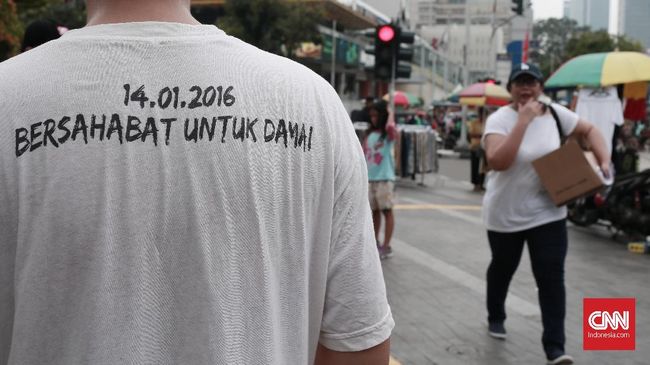 14.01.2016
BERSAHABAT UNTUK DAMAI
CNN
Indonesia.com